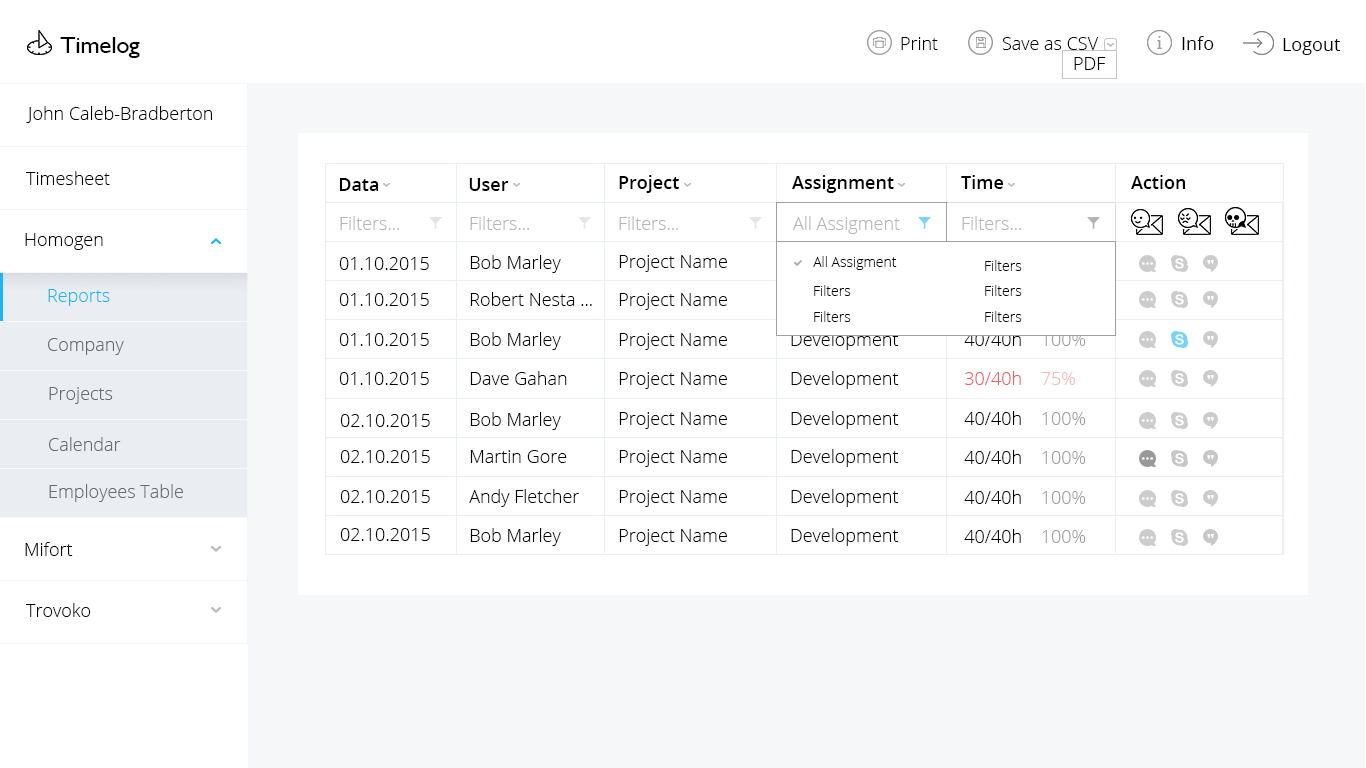 Timelog
Print
Save as CSV
PDF
Info
Logout
John Caleb-Bradberton
Timesheet
Homogen
Reports
Company
Projects
Calendar
Employees Table
Mifort
Trovoko
Data User Project Assignment Time Action
Filters... Filters... Filters... All Assigment Filters...
01.10.2015 Bob Marley Project Name
All Assigment Filters
Filters Filters
Filters Filters
01.10.2015 Robert Nesta ... Project Name
01.10.2015 Bob Marley Project Name Development 40/40h 100%
01.10.2015 Dave Gahan Project Name Development 30/40h 75%
02.10.2015 Bob Marley Project Name Development 40/40h 100%
02.10.2015 Martin Gore Project Name Development 40/40h 100%
02.10.2015 Andy Fletcher Project Name Development 40/40h 100%
02.10.2015 Bob Marley Project Name Development 40/40h 100%